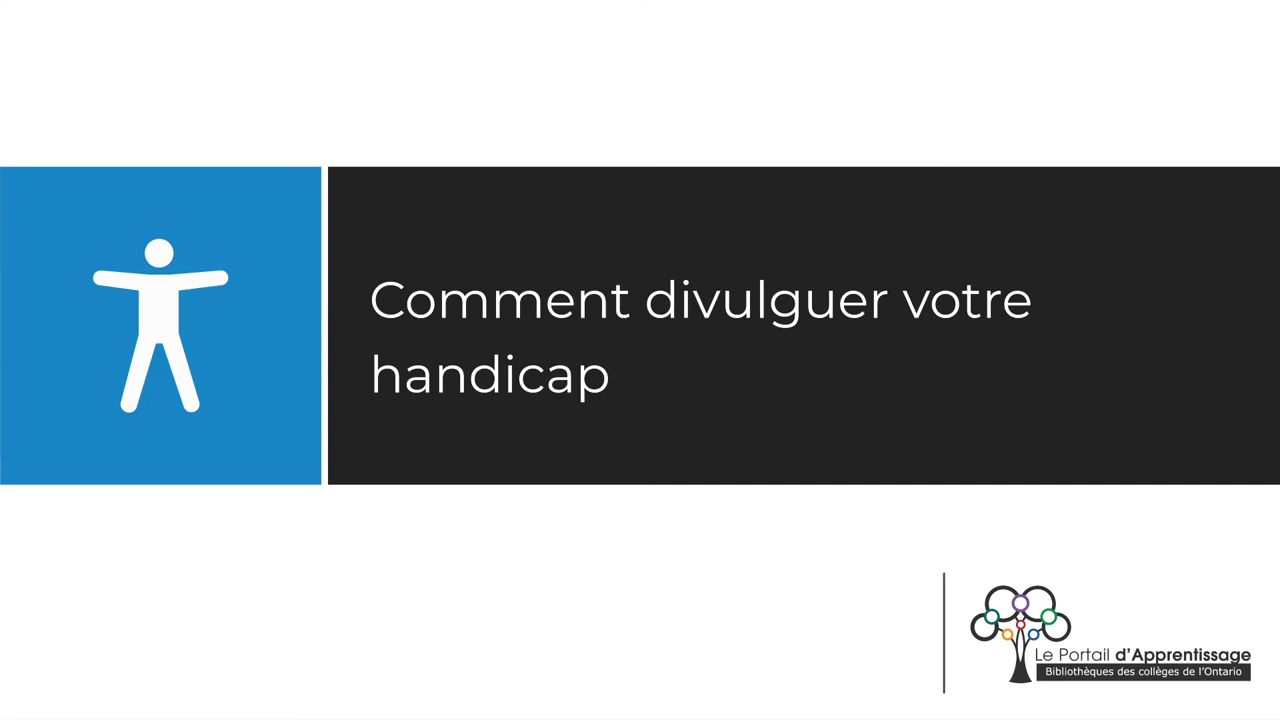 Comment divulguer votre
handicap
Le Portail d'Apprentissage
Bibliothèques des collèges de l'Ontario